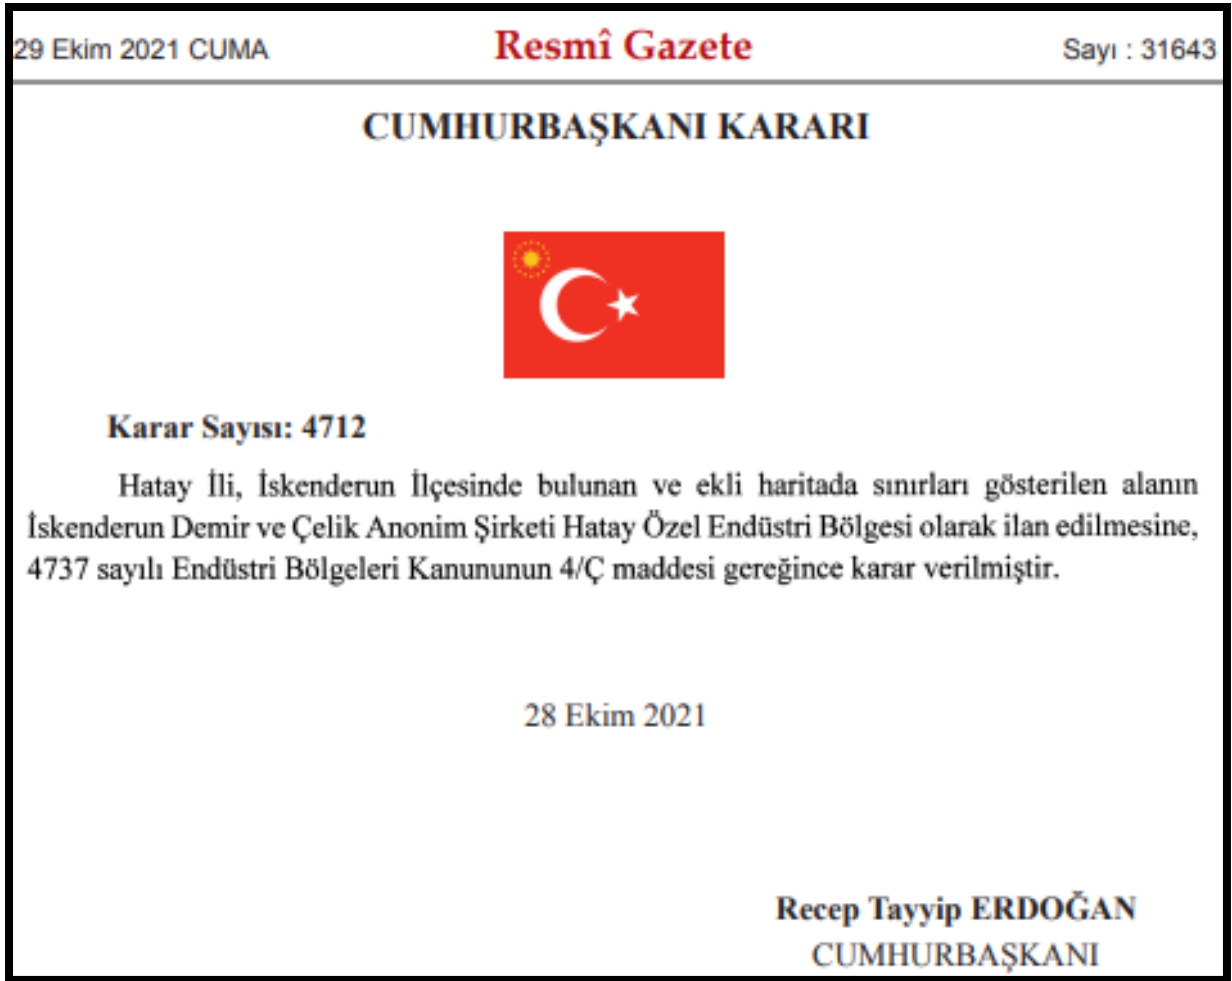 29 Ekim 2021 CUMA Resmî Gazete Sayı : 31643
CUMHURBAŞKANI KARARI
Karar Sayısı: 4712
Hatay İli, İskenderun İlçesinde bulunan ve ekli haritada sınırları gösterilen alanın
İskenderun Demir ve Çelik Anonim Şirketi Hatay Özel Endüstri Bölgesi olarak ilan edilmesine,
4737 sayılı Endüstri Bölgeleri Kanununun 4/Ç maddesi gereğince karar verilmiştir.
28 Ekim 2021
Recep Tayyip ERDOĞAN
CUMHURBAŞKANI